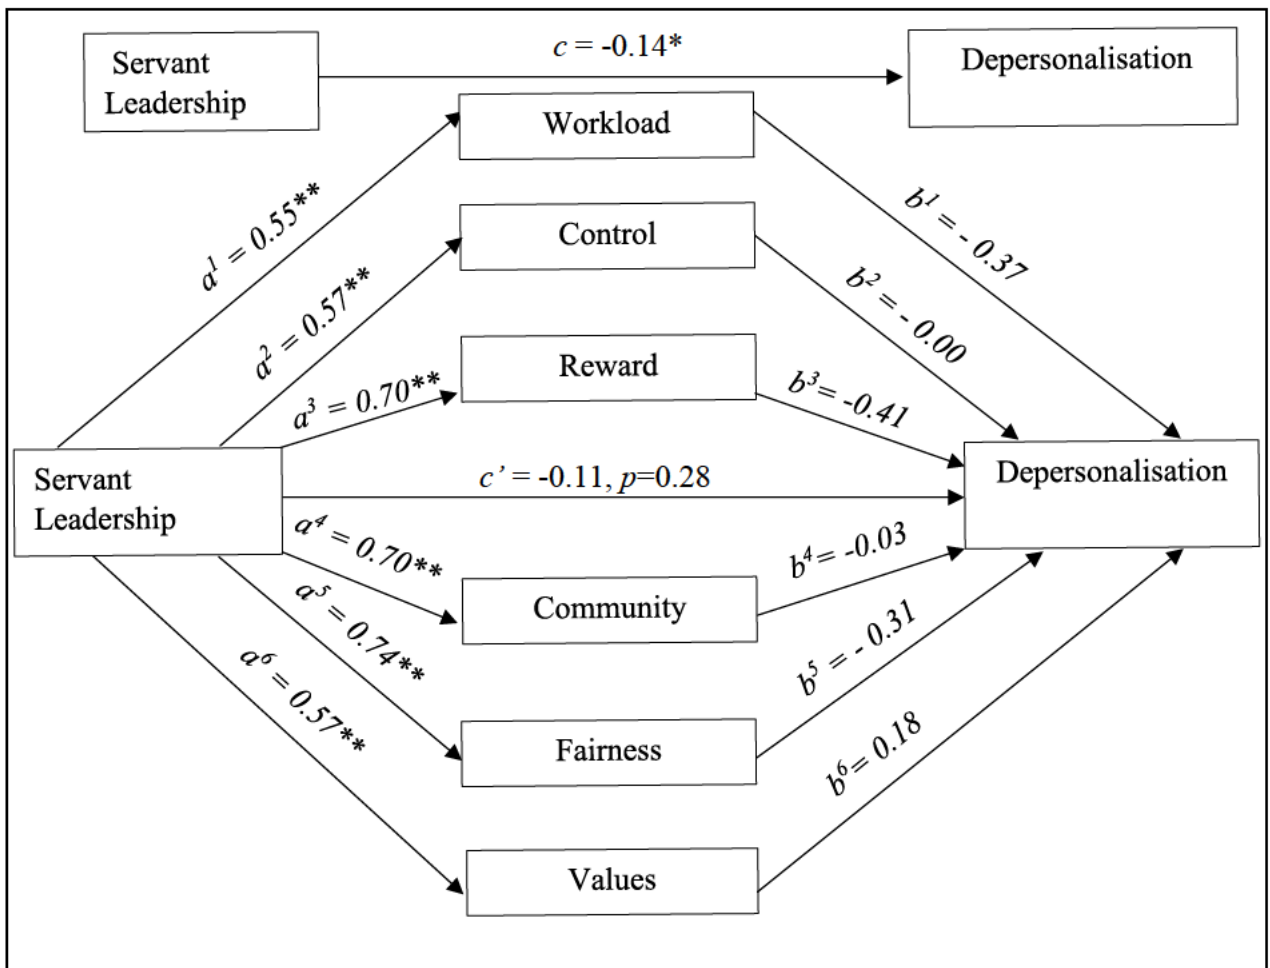 Servant
Leadership
c = -0.14*
Depersonalisation
Workload
a¹ = 0.55**
b¹ = - 0.37
Control
a² = 0.57**
b² = - 0.00
Reward
a³ = 0.70**
b³= -0.41
Servant
Leadership
c’ = -0.11, p=0.28
Depersonalisation
a⁴ = 0.70**
b⁴= -0.03
Community
a⁵ = 0.74**
b⁵ = - 0.31
Fairness
a⁶ = 0.57**
b⁶= 0.18
Values